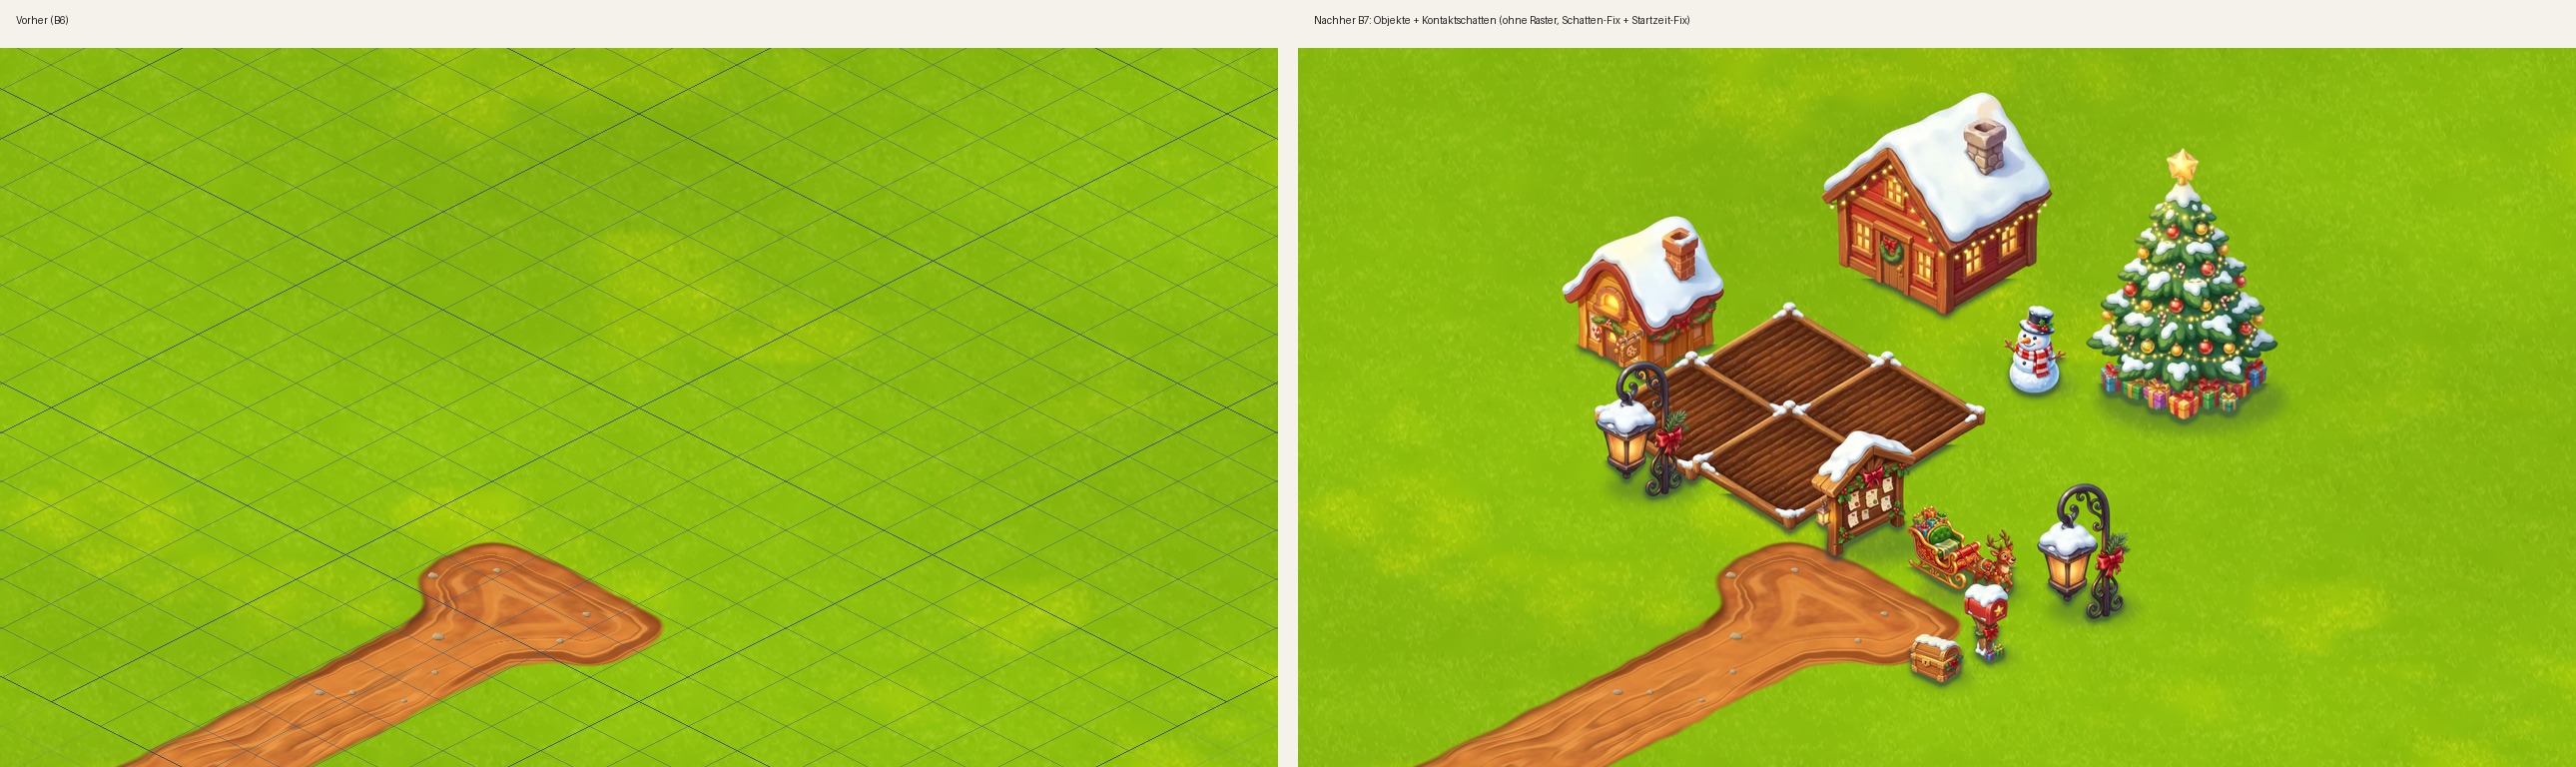 Vorher (B6)
Nachher B7: Objekte + Kontaktschatten (ohne Raster, Schatten-Fix + Startzeit-Fix)